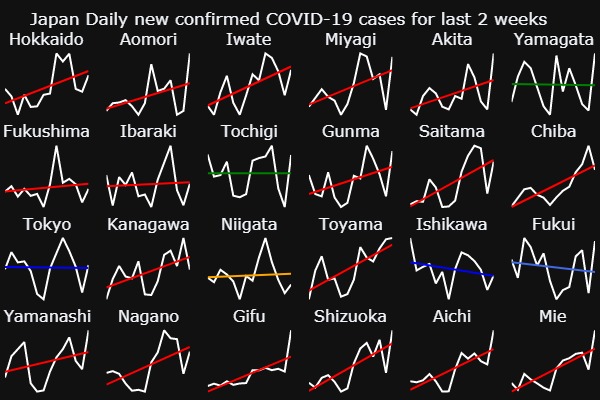 Japan Daily new confirmed COVID-19 cases for last 2 weeks
Hokkaido Aomori Iwate Miyagi Akita Yamagata
Fukushima Ibaraki Tochigi Gunma Saitama Chiba
Tokyo Kanagawa Niigata Toyama Ishikawa Fukui
Yamanashi Nagano Gifu Shizuoka Aichi Mie